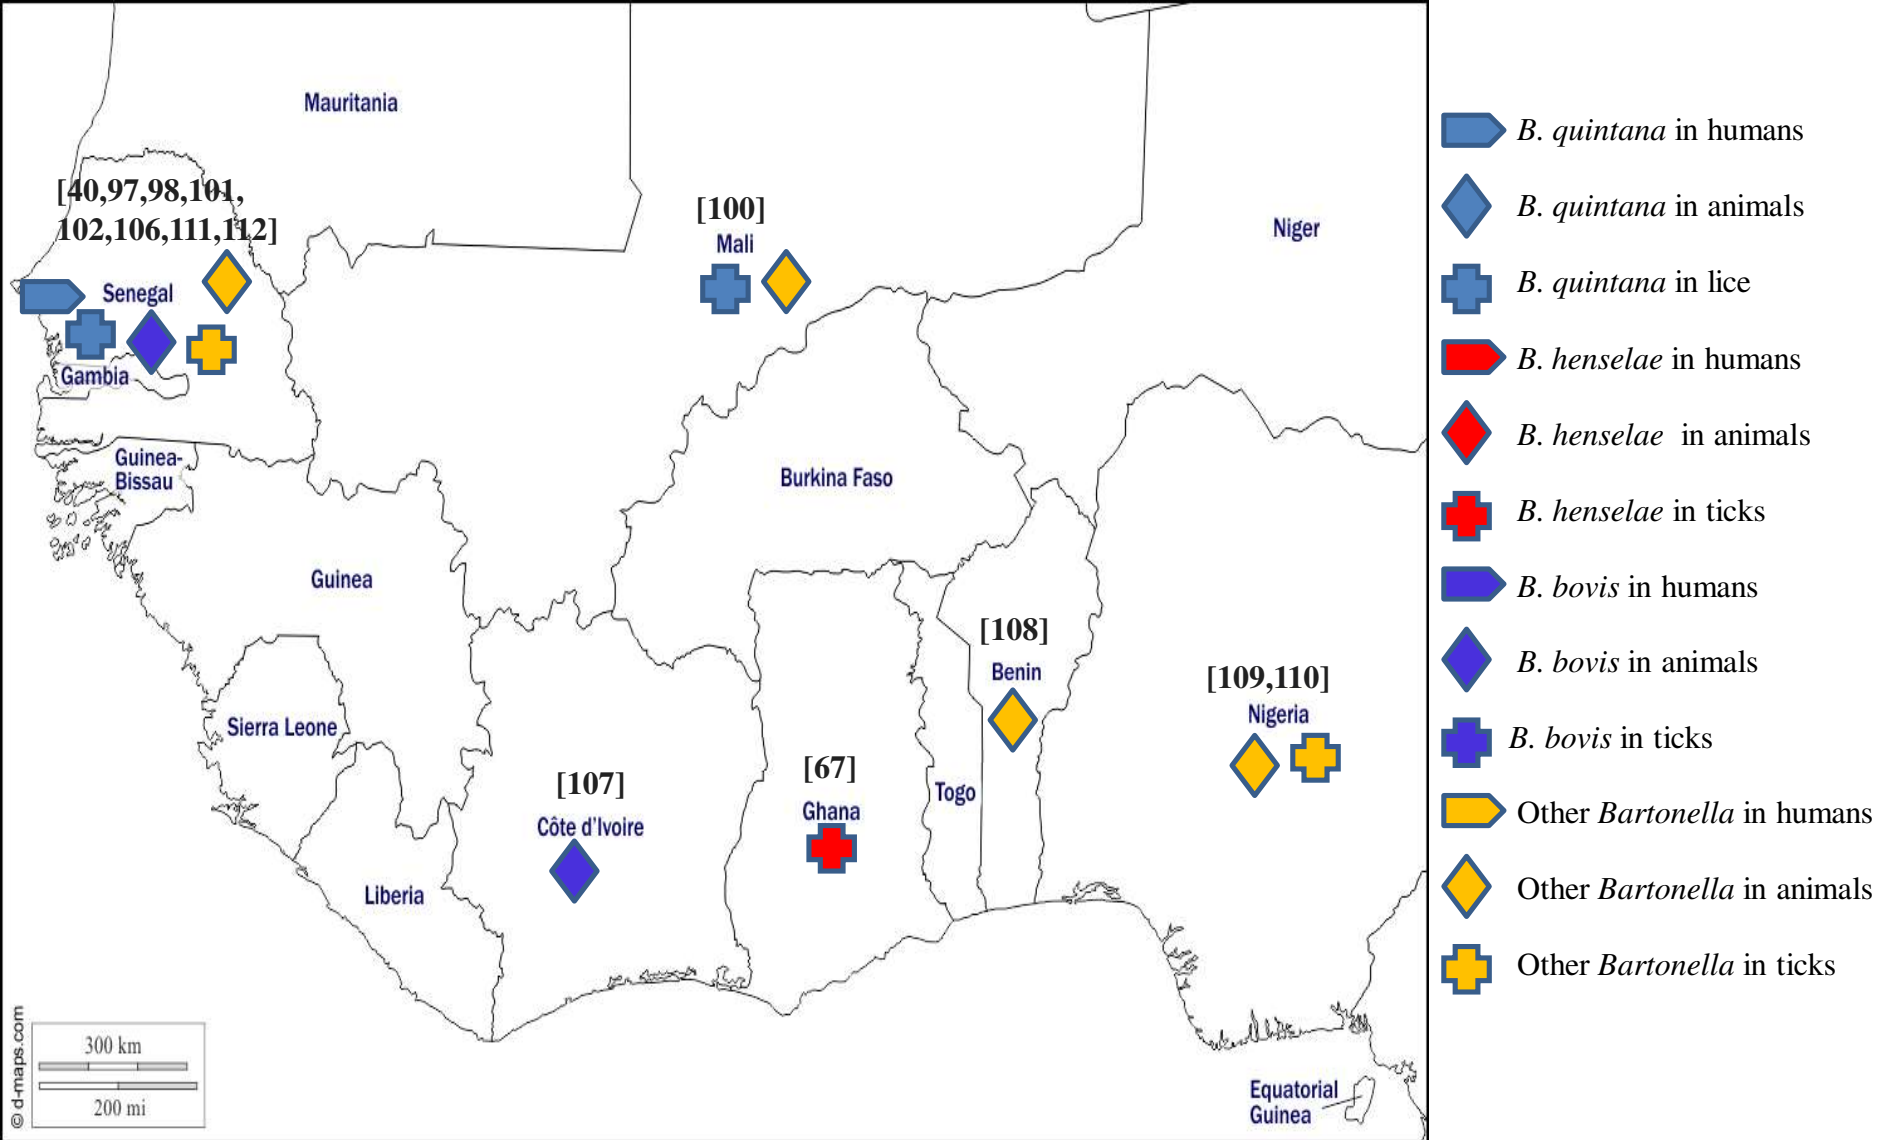 Mauritania
[40,97,98,101,
102,106,111,112]
[100]
Mali
Niger
Senegal
Gambia
Guinea-
Bissau
Burkina Faso
Guinea
[108]
Benin
[109,110]
Nigeria
Sierra Leone
[107]
Côte d'Ivoire
[67]
Ghana
Togo
Liberia
Equatorial
Guinea
300 km
200 mi
© d-maps.com
B. quintana in humans
B. quintana in animals
B. quintana in lice
B. henselae in humans
B. henselae in animals
B. henselae in ticks
B. bovis in humans
B. bovis in animals
B. bovis in ticks
Other Bartonella in humans
Other Bartonella in animals
Other Bartonella in ticks